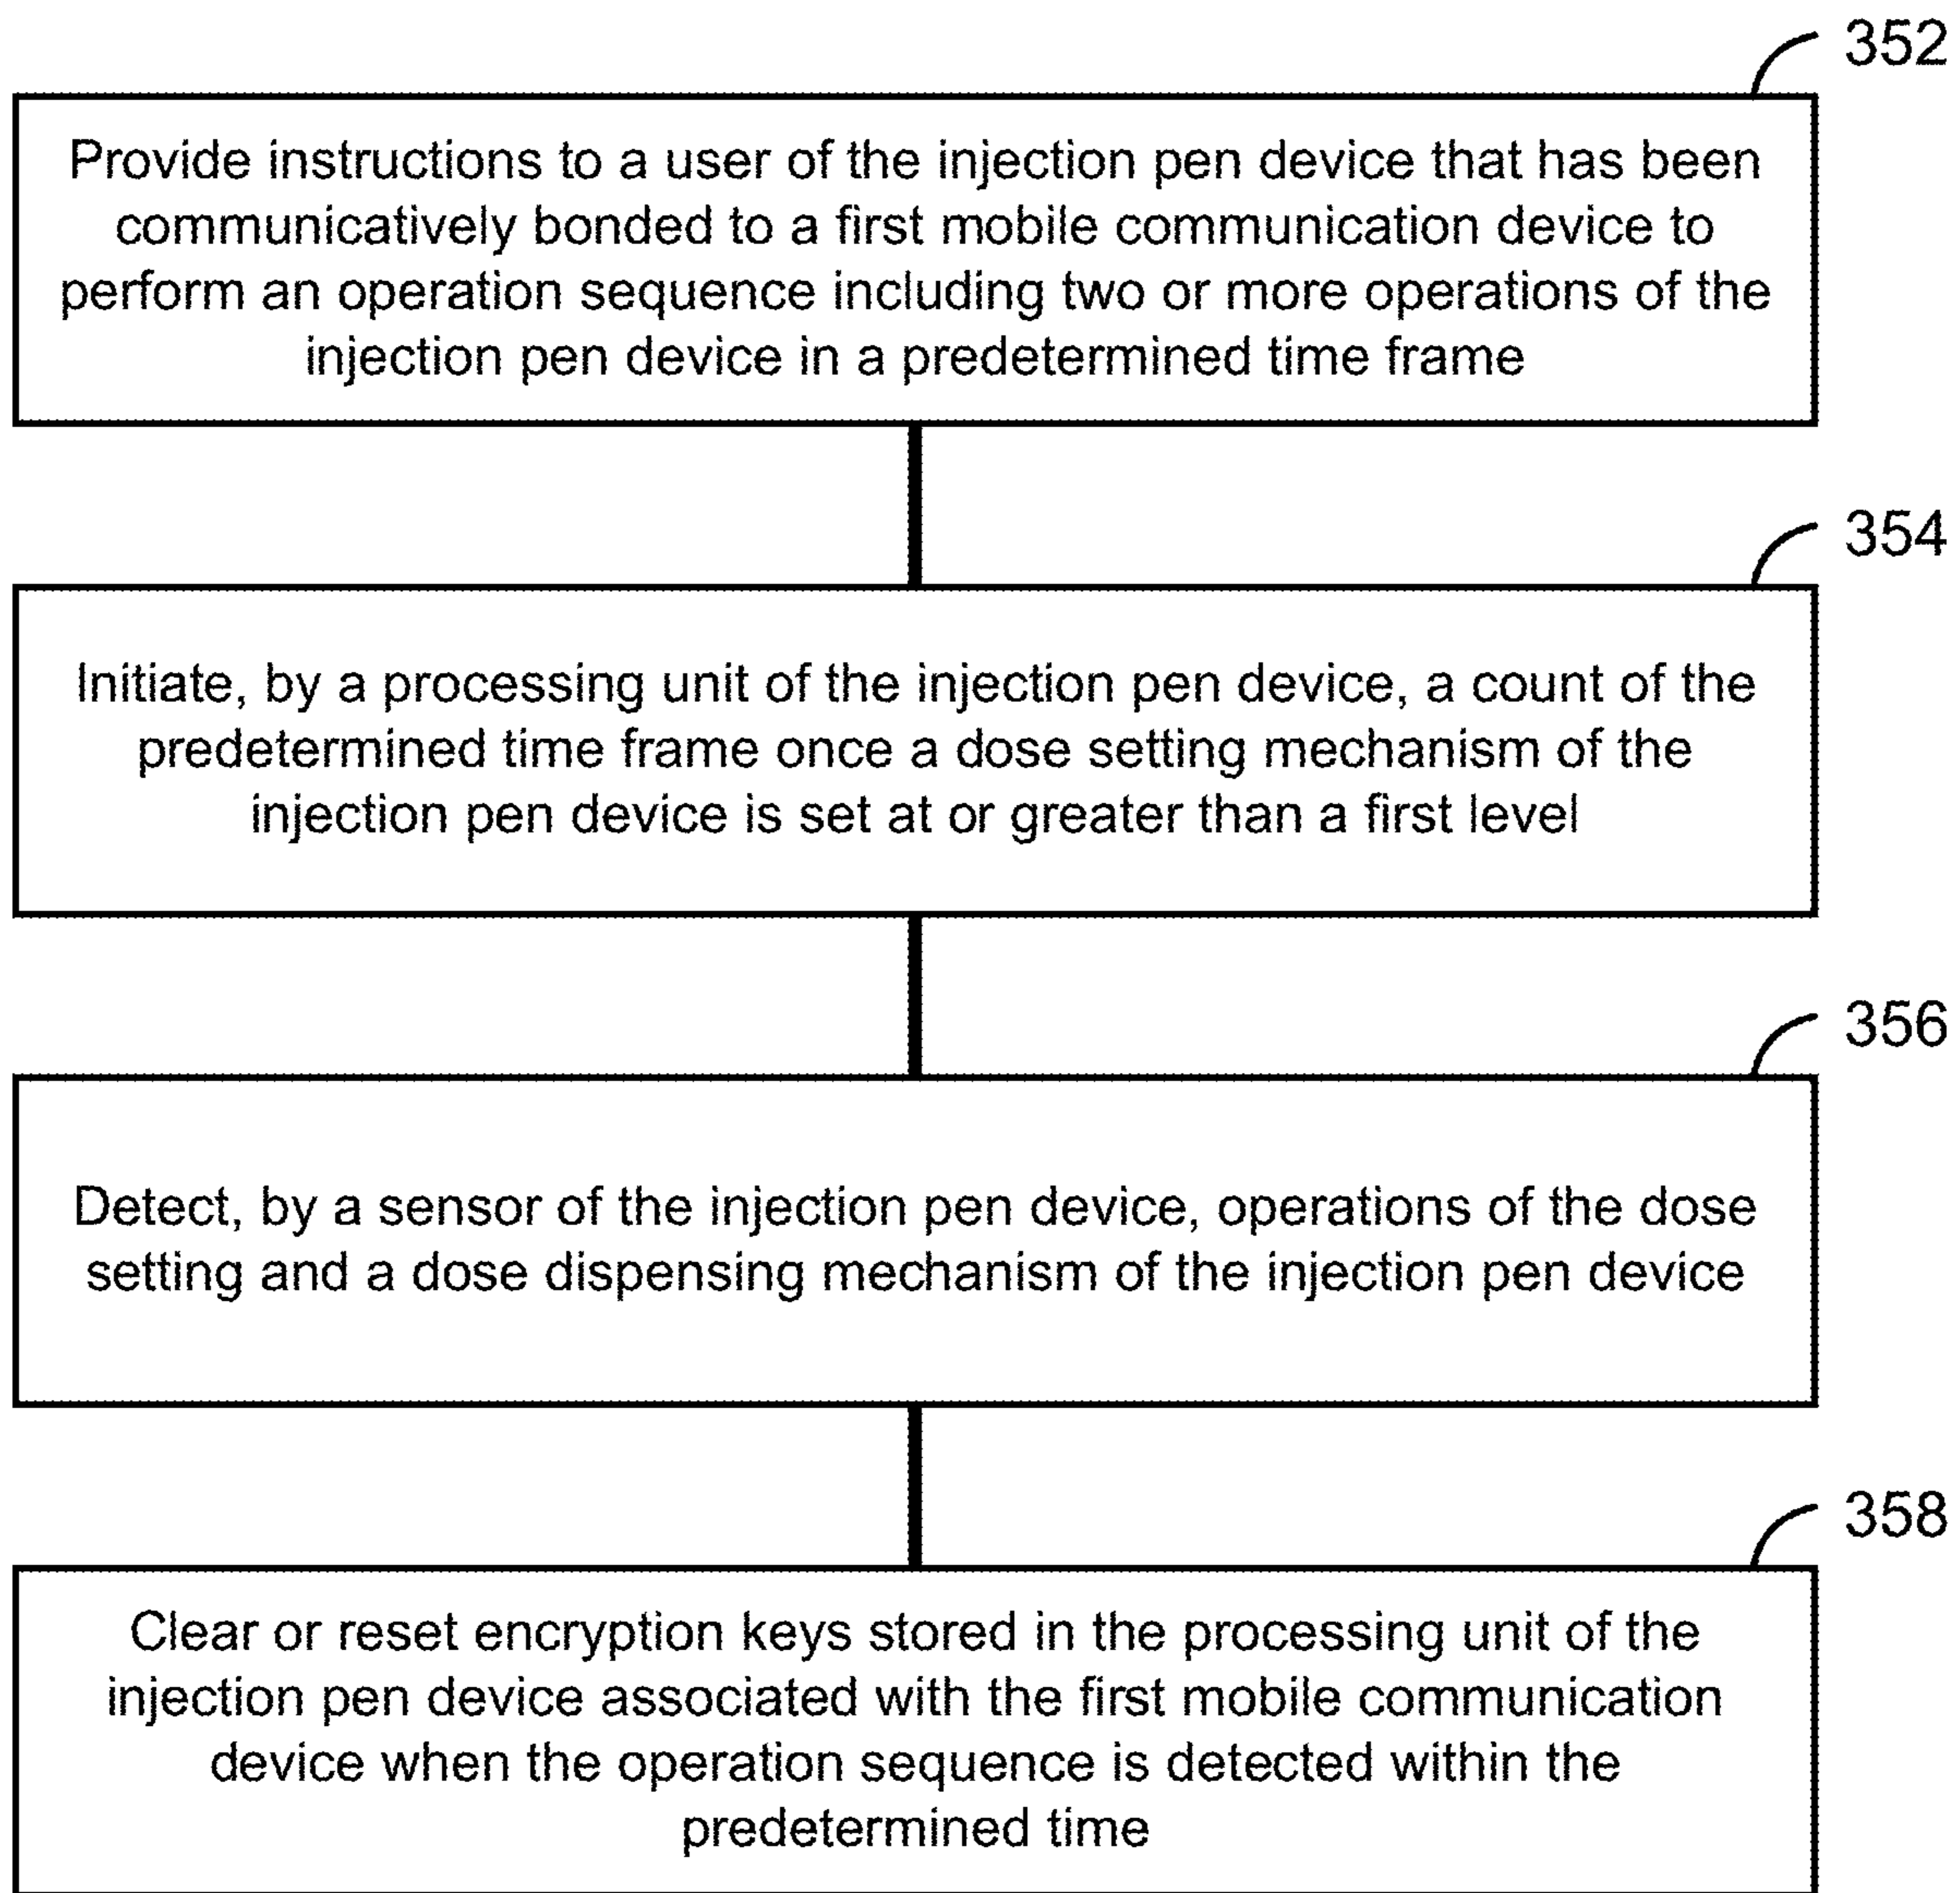 352
Provide instructions to a user of the injection pen device that has been
communicatively bonded to a first mobile communication device to
perform an operation sequence including two or more operations of the
injection pen device in a predetermined time frame
354
Initiate, by a processing unit of the injection pen device, a count of the
predetermined time frame once a dose setting mechanism of the
injection pen device is set at or greater than a first level
356
Detect, by a sensor of the injection pen device, operations of the dose
setting and a dose dispensing mechanism of the injection pen device
358
Clear or reset encryption keys stored in the processing unit of the
injection pen device associated with the first mobile communication
device when the operation sequence is detected within the
predetermined time